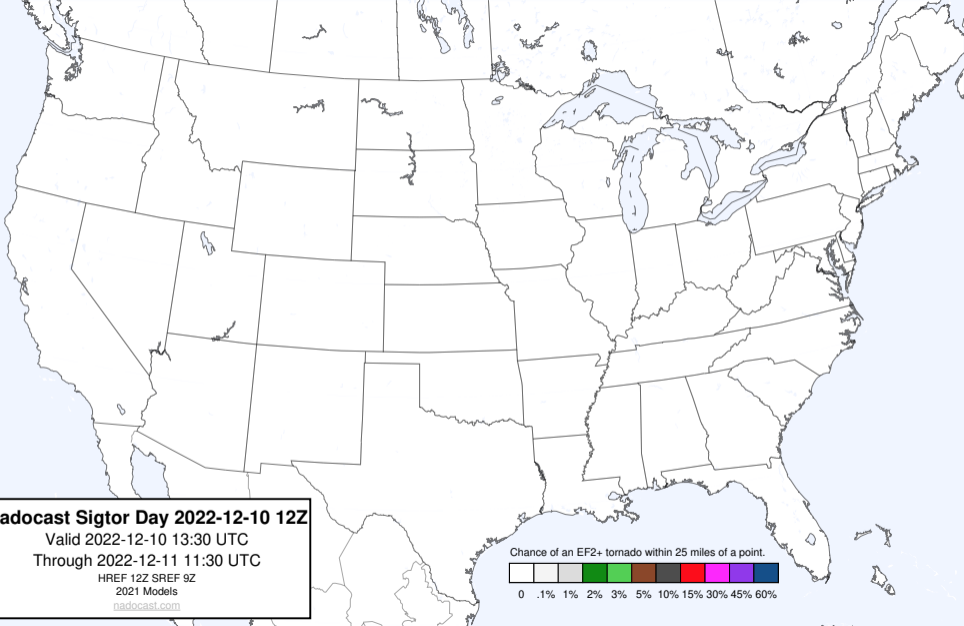 adocast Sigtor Day 2022-12-10 12Z
Valid 2022-12-10 13:30 UTC
Through 2022-12-11 11:30 UTC
HREF 12Z SREF 9Z
2021 Models
nadocast.com
Chance of an EF2+ tornado within 25 miles of a point.
0 .1% 1% 2% 3% 5% 10% 15% 30% 45% 60%